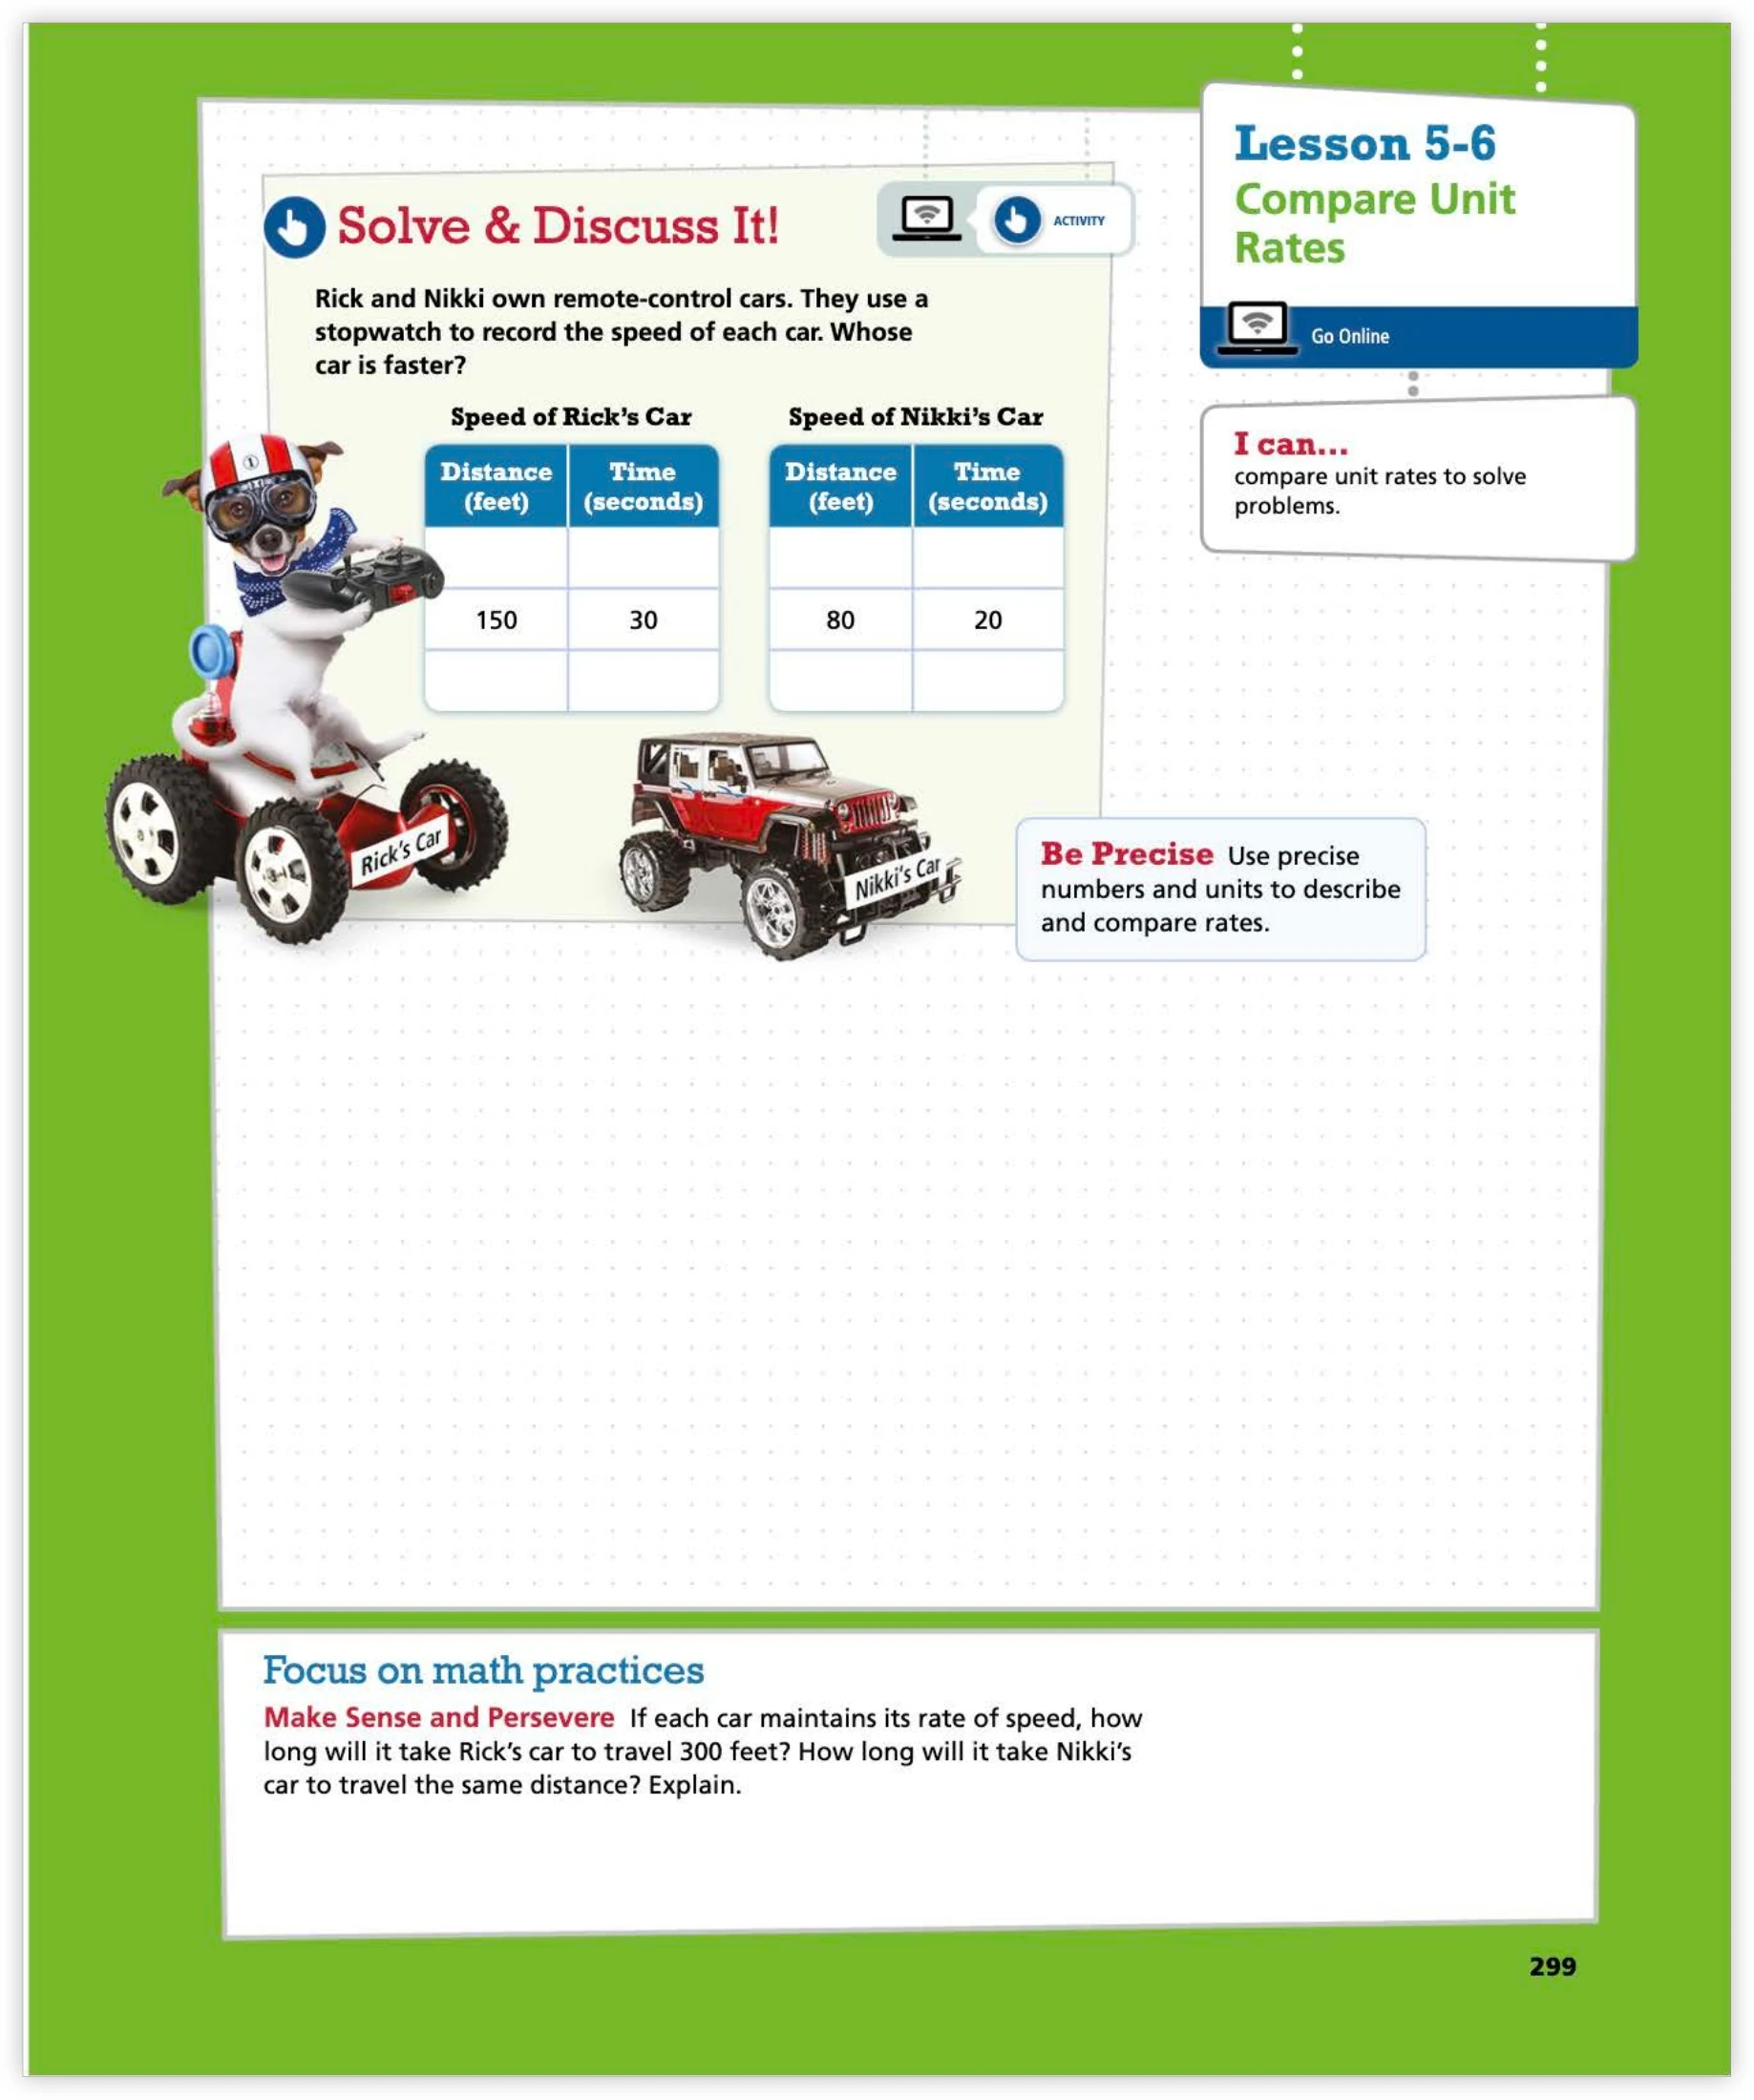 Lesson 5-6
Compare Unit
Rates
Go Online
Solve & Discuss It!
ACTIVITY
Rick and Nikki own remote-control cars. They use a
stopwatch to record the speed of each car. Whose
car is faster?
I can...
compare unit rates to solve
problems.
Speed of Rick's Car
Distance (feet) Time (seconds)
150 30
Speed of Nikki's Car
Distance (feet) Time (seconds)
80 20
1
Rick's Car
Nikki's Car
Be Precise Use precise
numbers and units to describe
and compare rates.
Focus on math practices
Make Sense and Persevere If each car maintains its rate of speed, how
long will it take Rick's car to travel 300 feet? How long will it take Nikki's
car to travel the same distance? Explain.
299